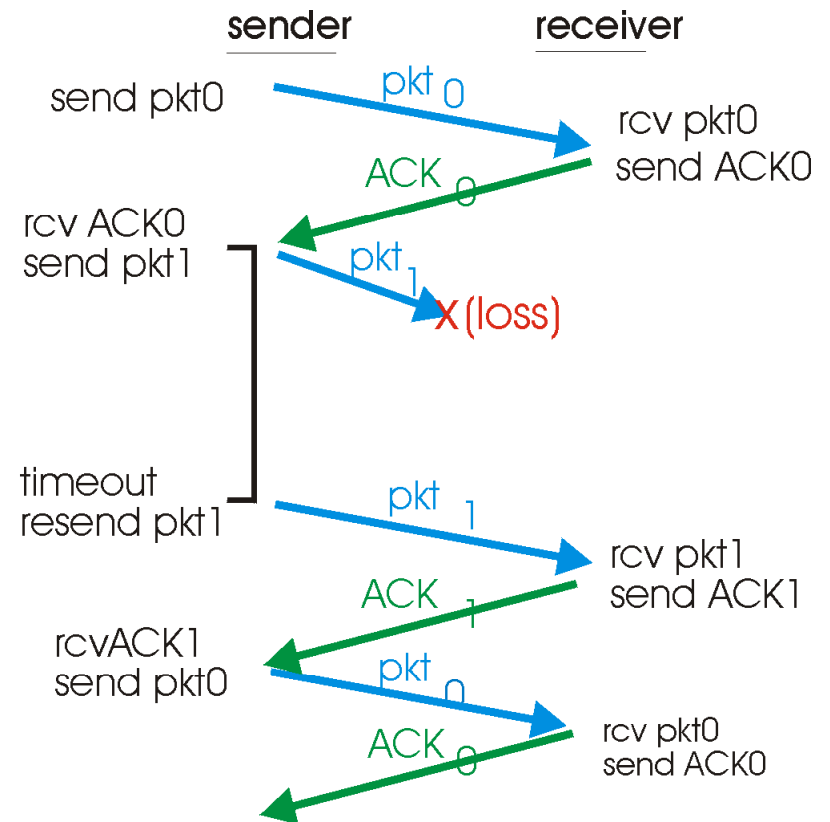 sender
receiver
send pkt0
pkt 0
rcv pkt0
send ACK0
ACK 0
rcv ACK0
send pkt1
pkt 1
X (loss)
timeout
resend pkt1
pkt 1
rcv pkt1
send ACK1
ACK 1
rcvACK1
send pkt0
pkt 0
rcv pkt0
send ACK0
ACK 0